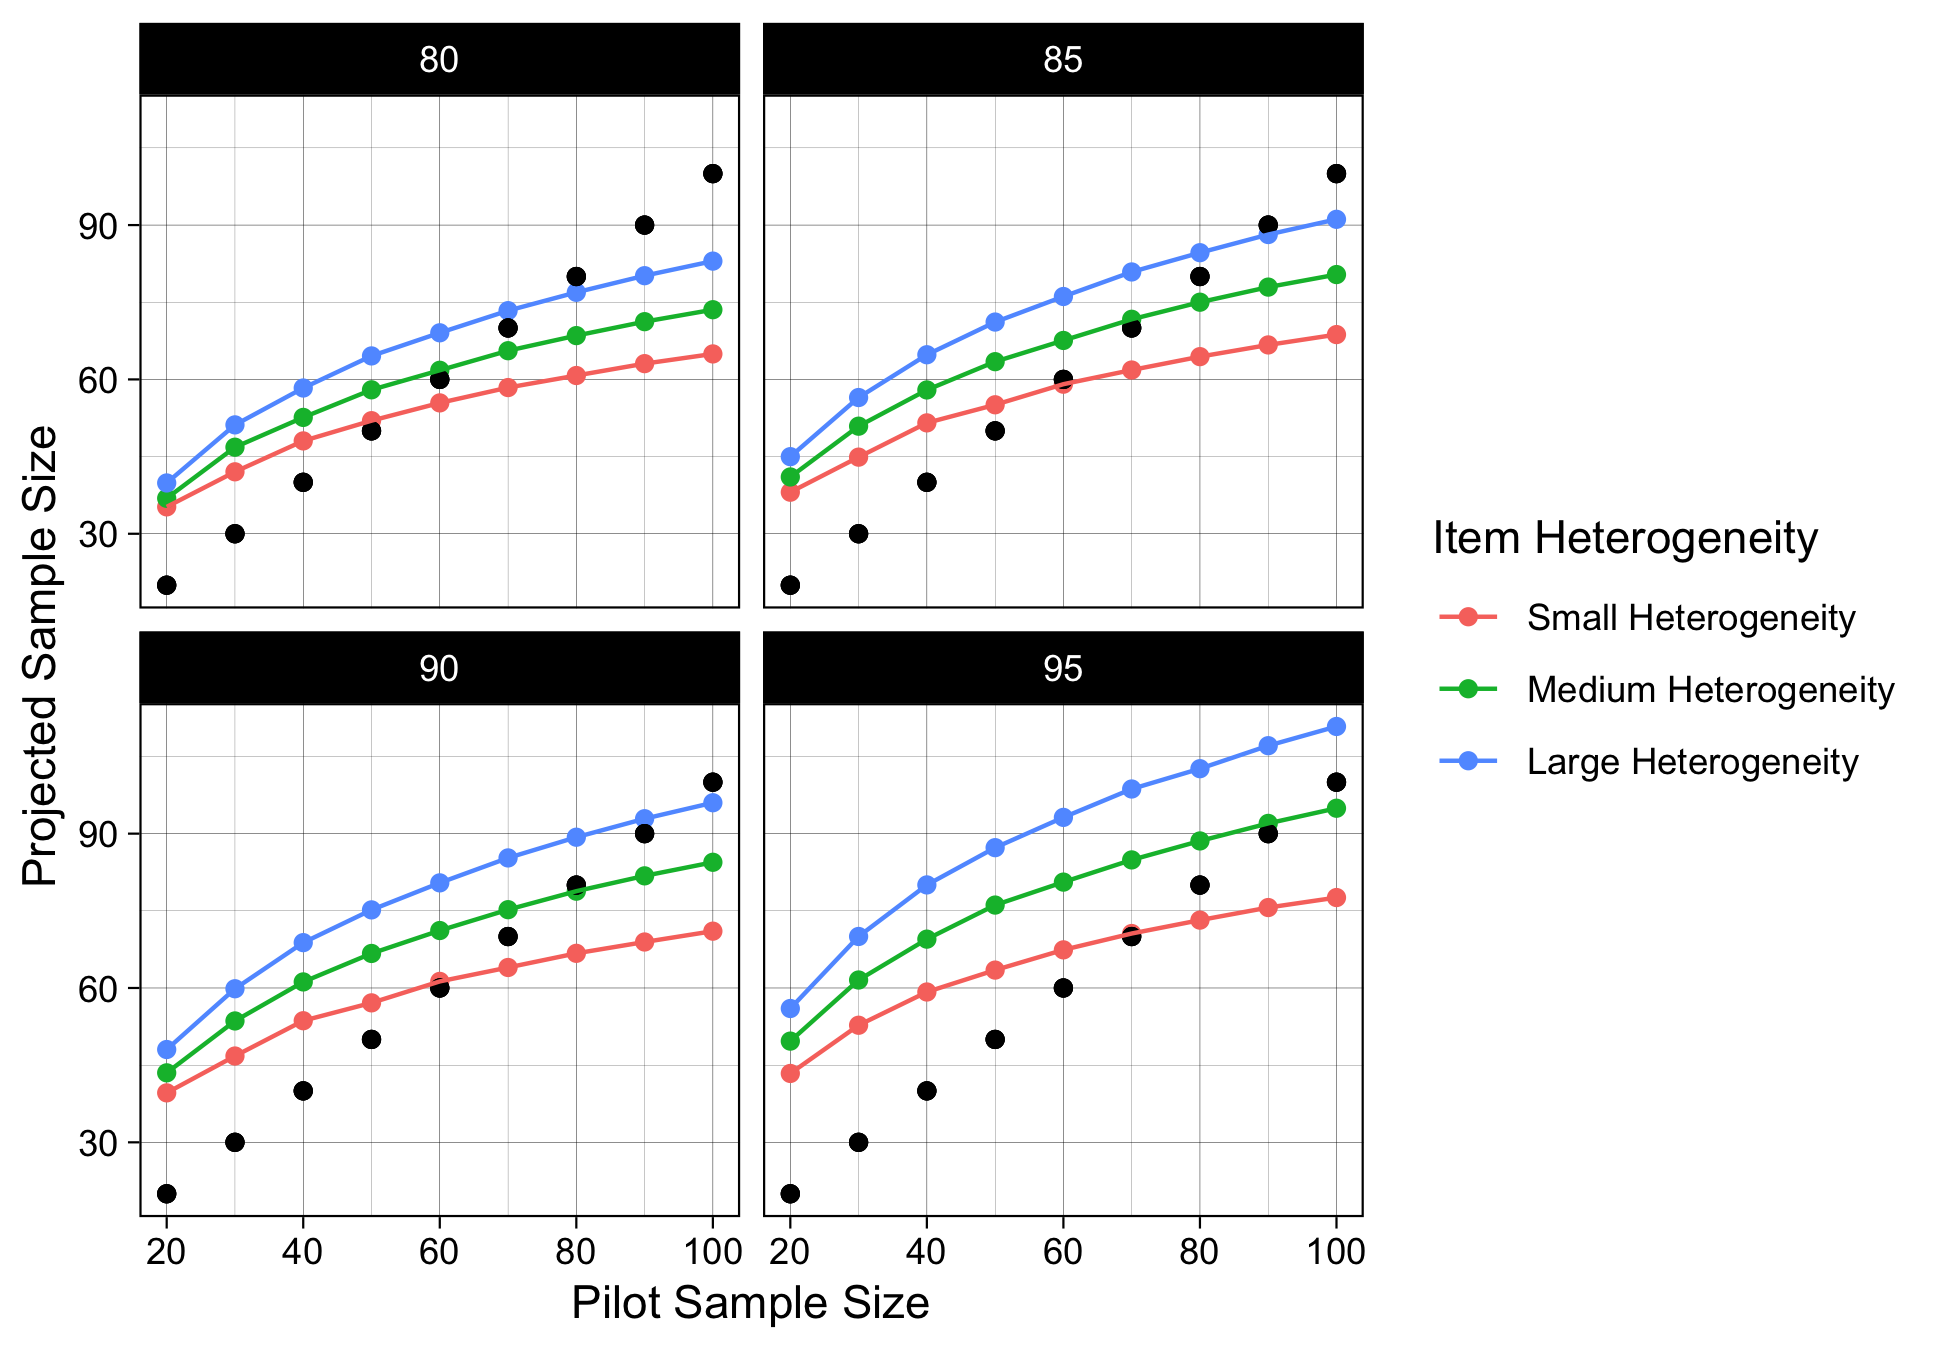 80
85
90
60
30
90
95
90
60
30
20 40 60 80 100
20 40 60 80 100
Pilot Sample Size
Projected Sample Size
Item Heterogeneity
Small Heterogeneity
Medium Heterogeneity
Large Heterogeneity